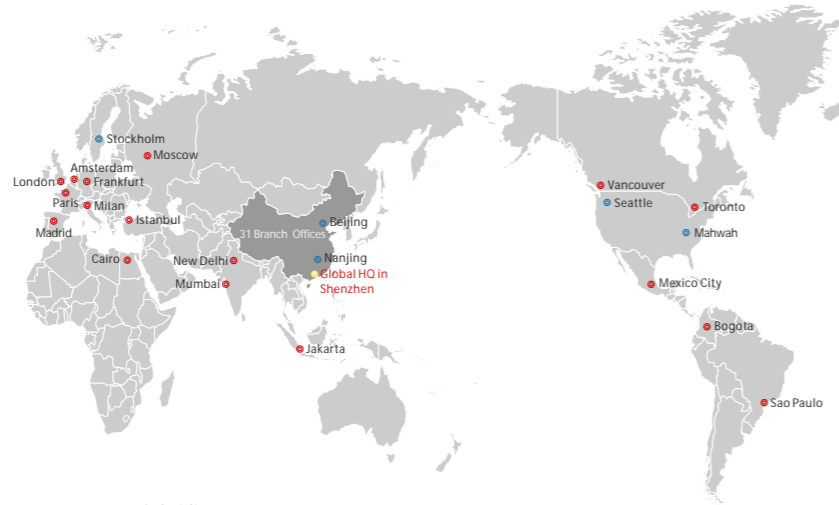 Stockholm
Moscow
Amsterdam
London
Frankfurt
Paris
Milan
Madrid
Istanbul
Cairo
New Delhi
Mumbai
31 Branch Offices
Beijing
Nanjing
Global HQ in
Shenzhen
Jakarta
Vancouver
Seattle
Toronto
Mahwah
Mexico City
Bogota
Sao Paulo